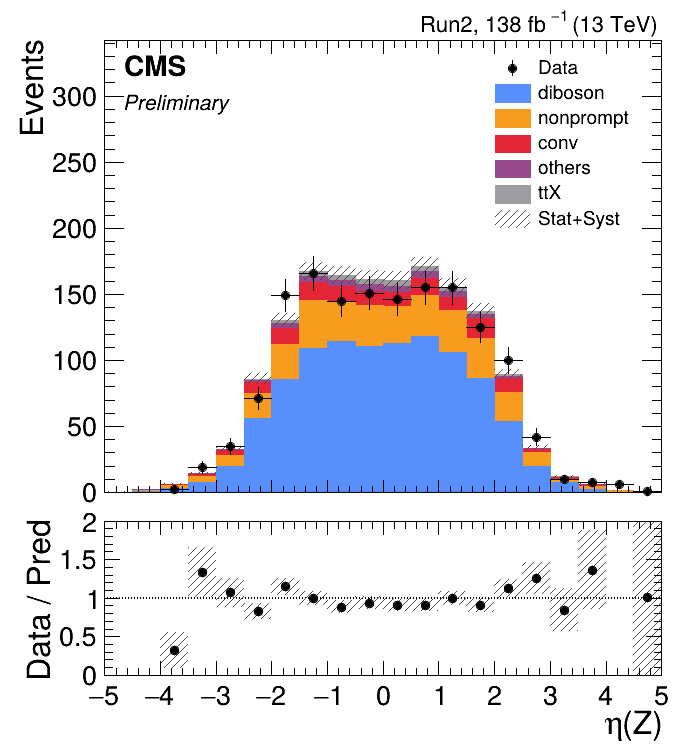 Run2, 138 fb⁻¹ (13 TeV)
CMS
Preliminary
Data
diboson
nonprompt
conv
others
ttX
Stat+Syst
Events
300
250
200
150
100
50
0
Data / Pred
2
1.5
1
0.5
0
−5 −4 −3 −2 −1 0 1 2 3 4 5
η(Z)